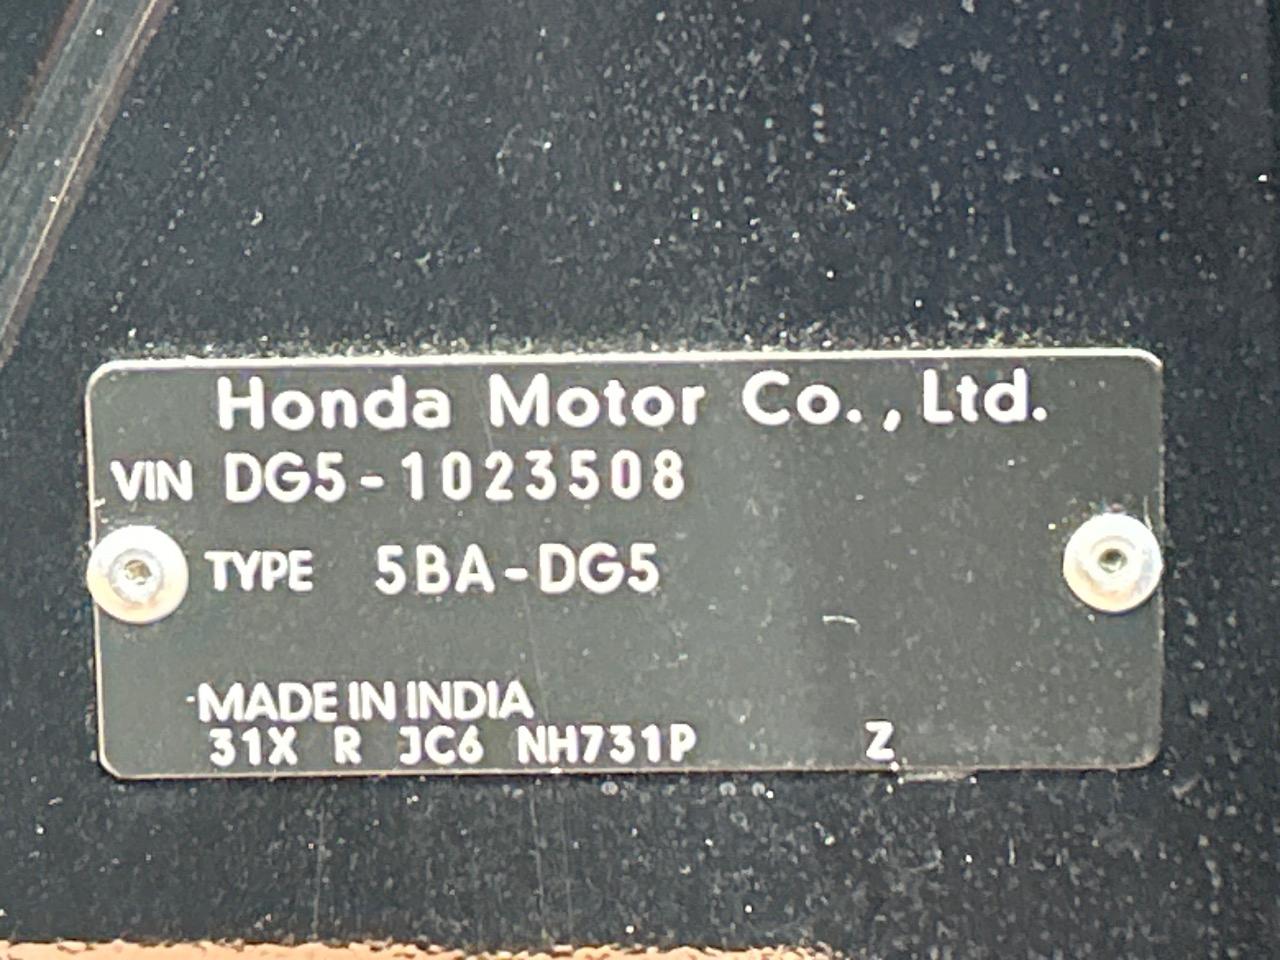 Honda Motor Co., Ltd.
VIN DG5-1023508
TYPE 5BA-DG5
MADE IN INDIA
31X R JC6 NH731P Z